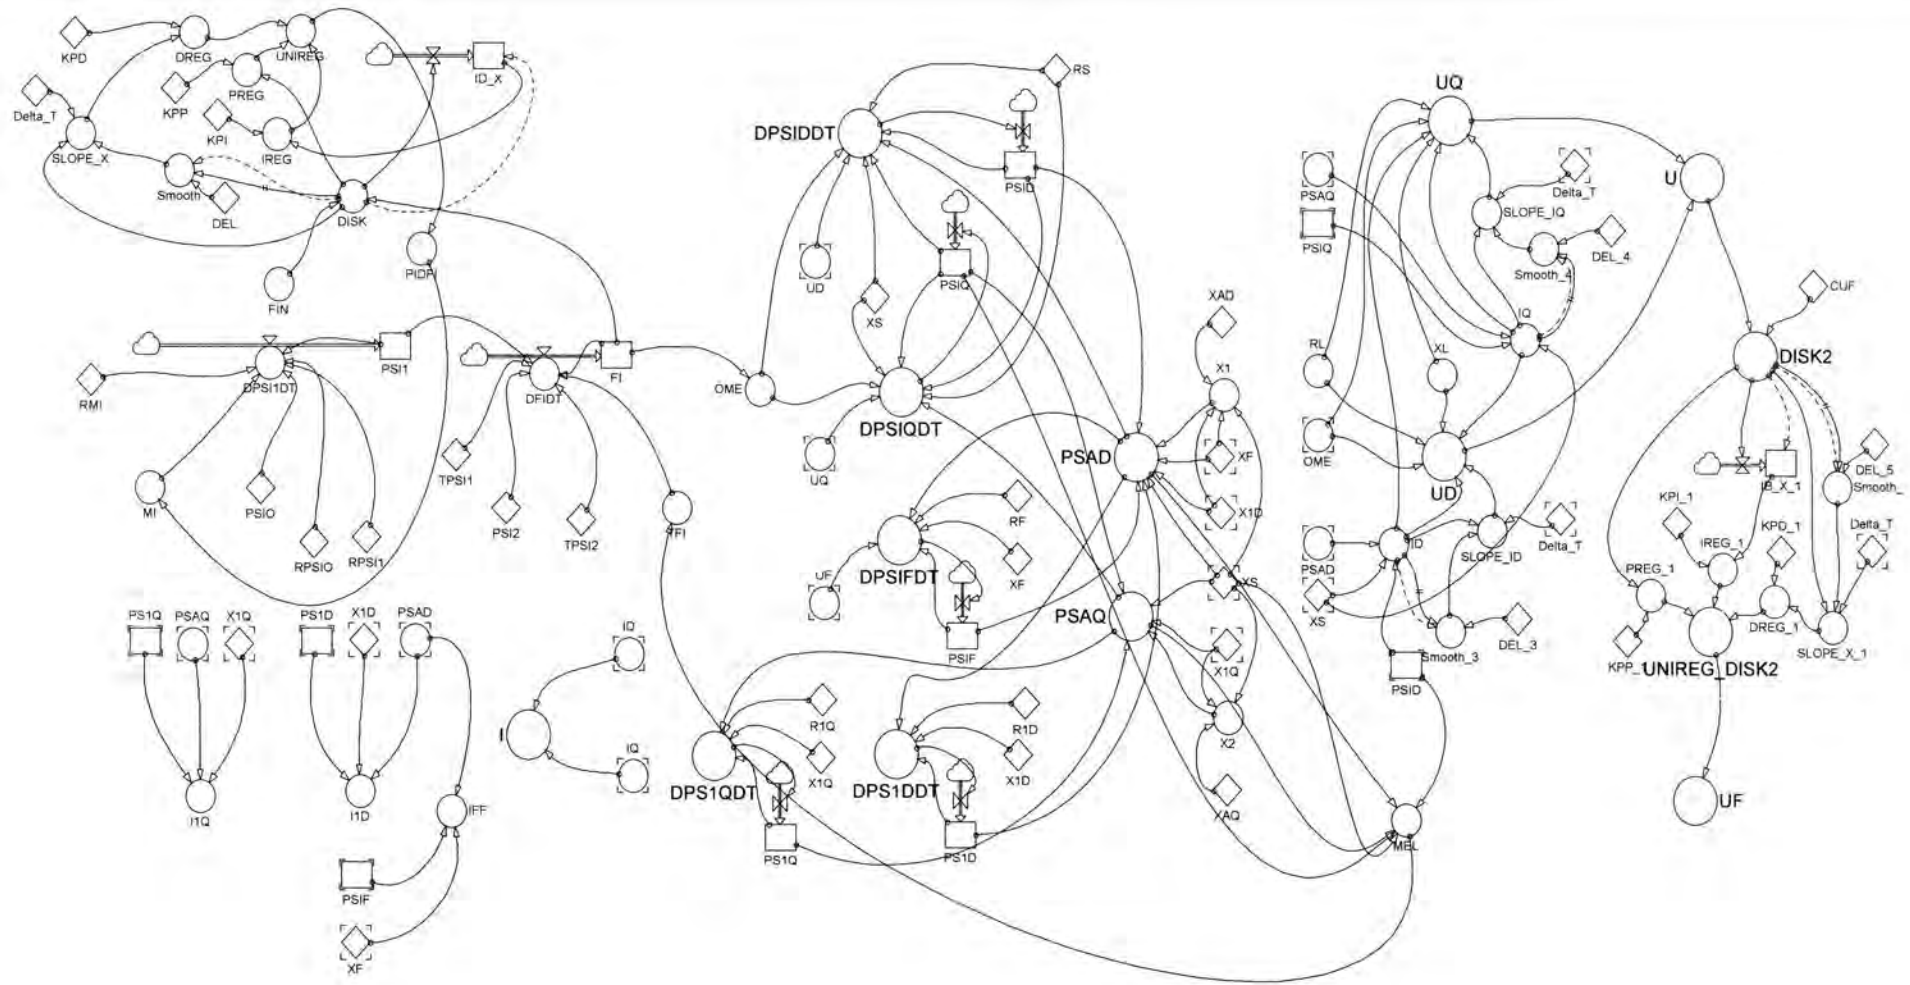 KPD
DREG
UNIREG
ID_X
KPP
PREG
Delta_T
KPI
IREG
SLOPE_X
Smooth
DEL
DISK
PIDFI
FIN
PSI1
DPSI1DT
RMI
MI
PSIO
RPSIO
RPSI1
FI
DFIDT
TPSI1
PSI2
TPSI2
TFI
OME
RS
DPSIDDT
PSID
UD
XS
PSIQ
DPSIQDT
UQ
XAD
X1
PSAD
XF
X1D
RF
XF
DPSIFDT
UF
PSIF
XS
PSAQ
X1Q
X2
XAQ
R1Q
X1Q
DPS1QDT
PS1Q
R1D
X1D
DPS1DDT
PS1D
MEL
PS1Q
PSAQ
X1Q
I1Q
PS1D
X1D
PSAD
I1D
IFF
PSIF
XF
I
ID
IQ
UQ
PSAQ
PSIQ
Delta_T
SLOPE_IQ
Smooth_4
DEL_4
IQ
RL
XL
OME
UD
PSAD
ID
SLOPE_ID
Delta_T
XS
Smooth_3
DEL_3
PSID
U
CUF
DISK2
IB_X_1
DEL_5
Smooth_
KPI_1
KPD_1
Delta_T
IREG_1
PREG_1
DREG_1
SLOPE_X_1
KPP_1
UNIREG_DISK2
UF